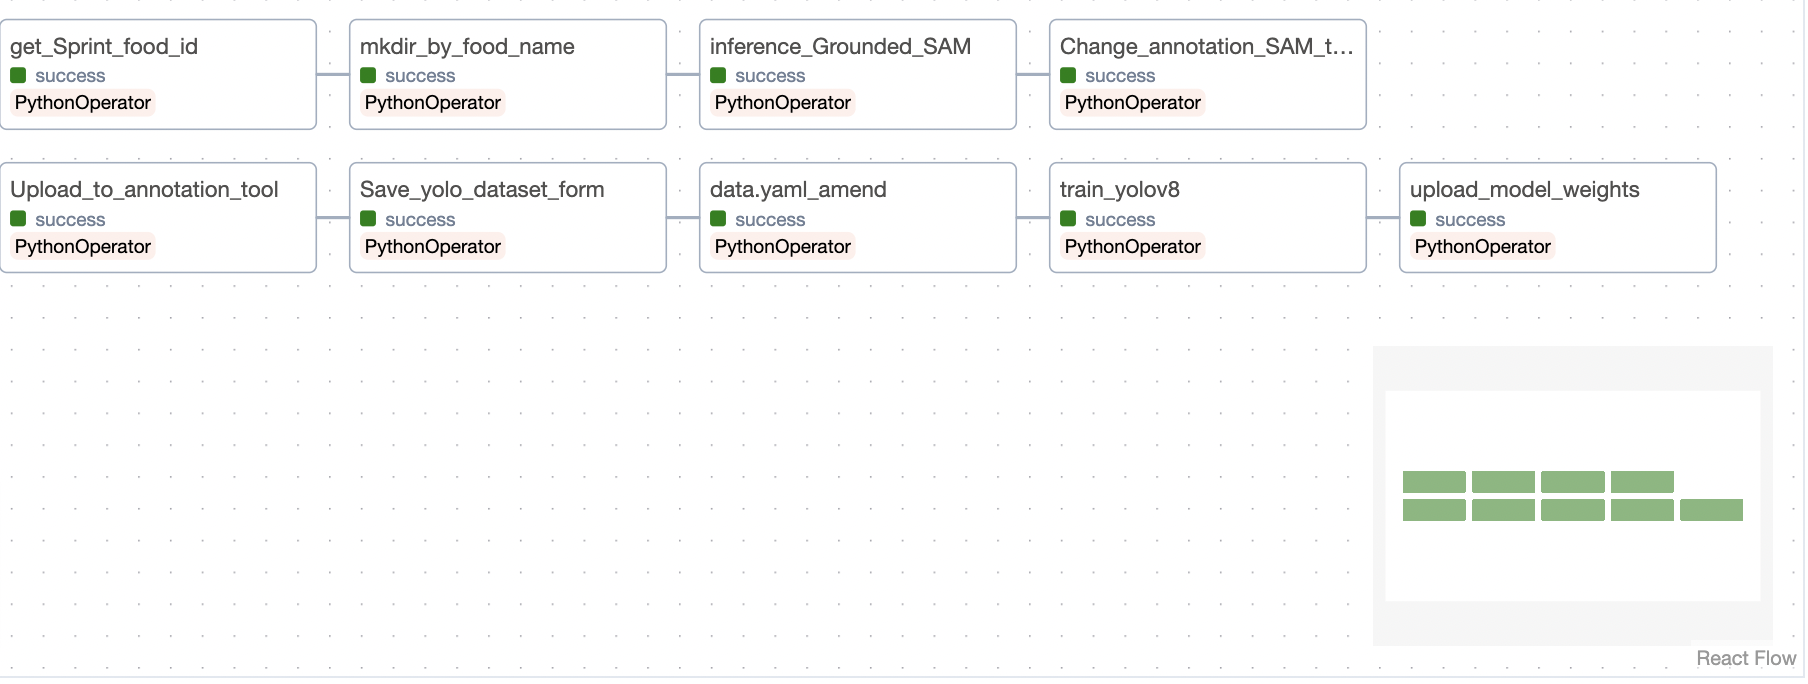 get_Sprint_food_id
success
PythonOperator
mkdir_by_food_name
success
PythonOperator
inference_Grounded_SAM
success
PythonOperator
Change_annotation_SAM_t...
success
PythonOperator
Upload_to_annotation_tool
success
PythonOperator
Save_yolo_dataset_form
success
PythonOperator
data.yaml_amend
success
PythonOperator
train_yolov8
success
PythonOperator
upload_model_weights
success
PythonOperator
React Flow